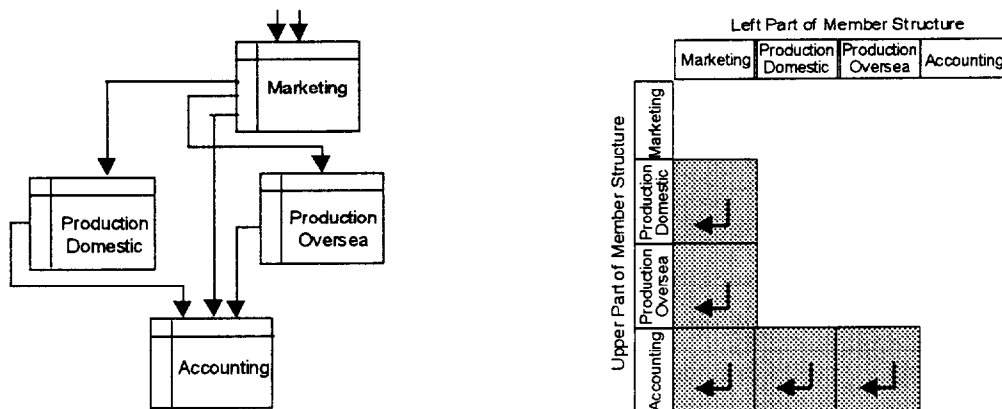 Marketing
Production
Domestic
Production
Oversea
Accounting
Left Part of Member Structure
Marketing
Production
Domestic
Production
Oversea
Accounting
Upper Part of Member Structure
Marketing
Production
Domestic
Production
Oversea
Accounting